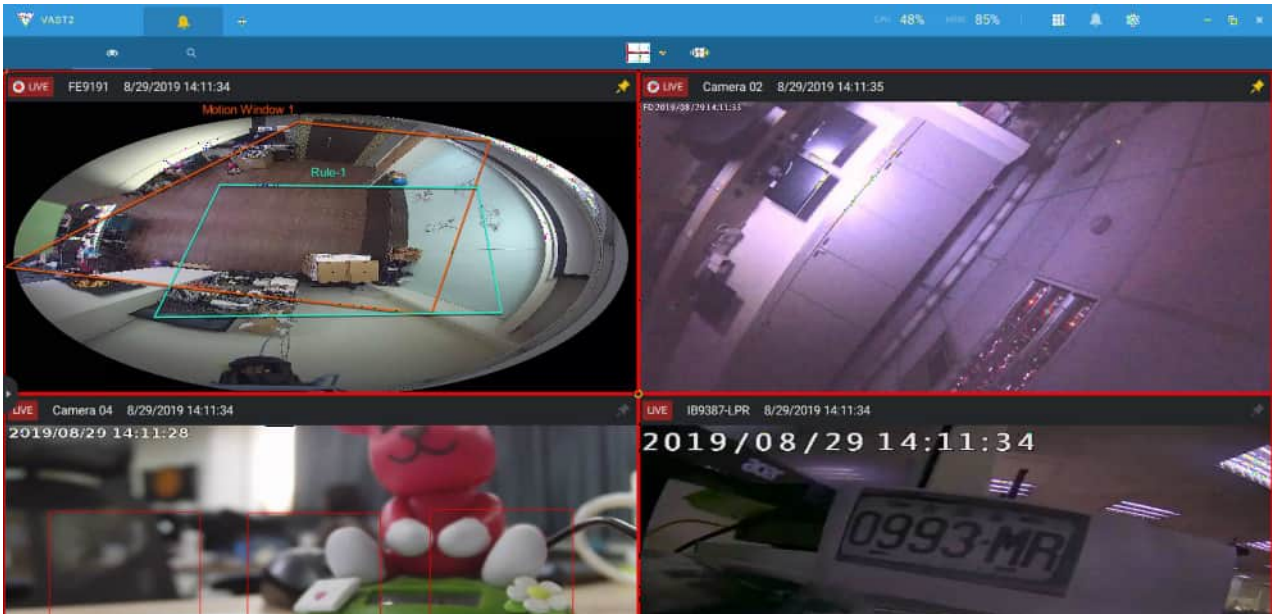 VAST2
CPU 48% MEM 85%
LIVE FE9191 8/29/2019 14:11:34
LIVE Camera 02 8/29/2019 14:11:35
Motion Window 1
Rule-1
LIVE Camera 04 8/29/2019 14:11:34
LIVE IB9387-LPR 8/29/2019 14:11:34
2019/08/29 14:11:28
2019/08/29 14:11:34
acer
0993-MR